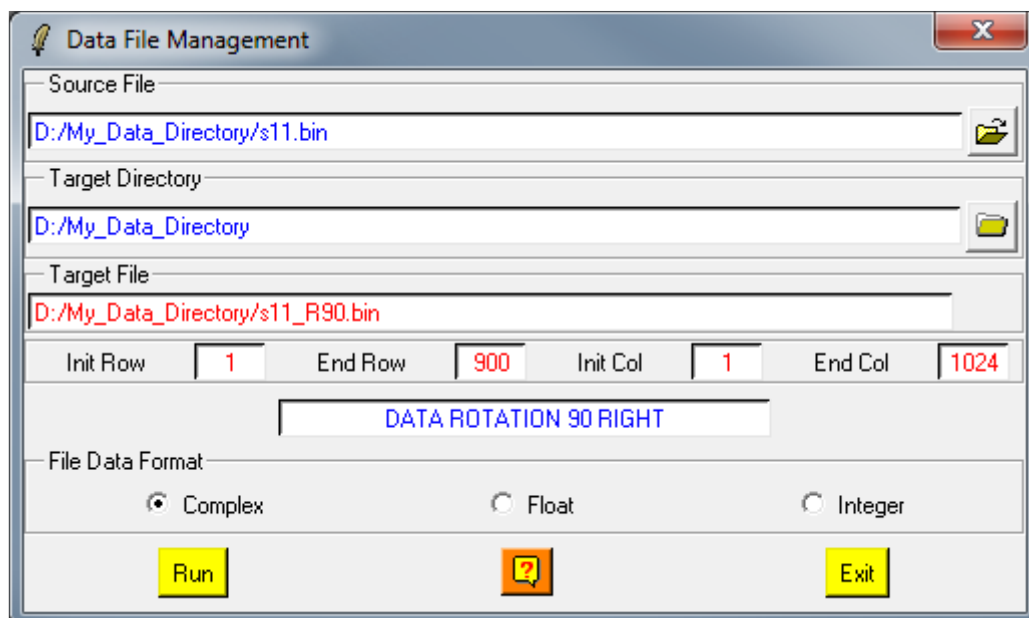 Data File Management
Source File
D:/My_Data_Directory/s11.bin
Target Directory
D:/My_Data_Directory
Target File
D:/My_Data_Directory/s11_R90.bin
Init Row 1 End Row 900 Init Col 1 End Col 1024
DATA ROTATION 90 RIGHT
File Data Format
Complex Float Integer
Run ? Exit